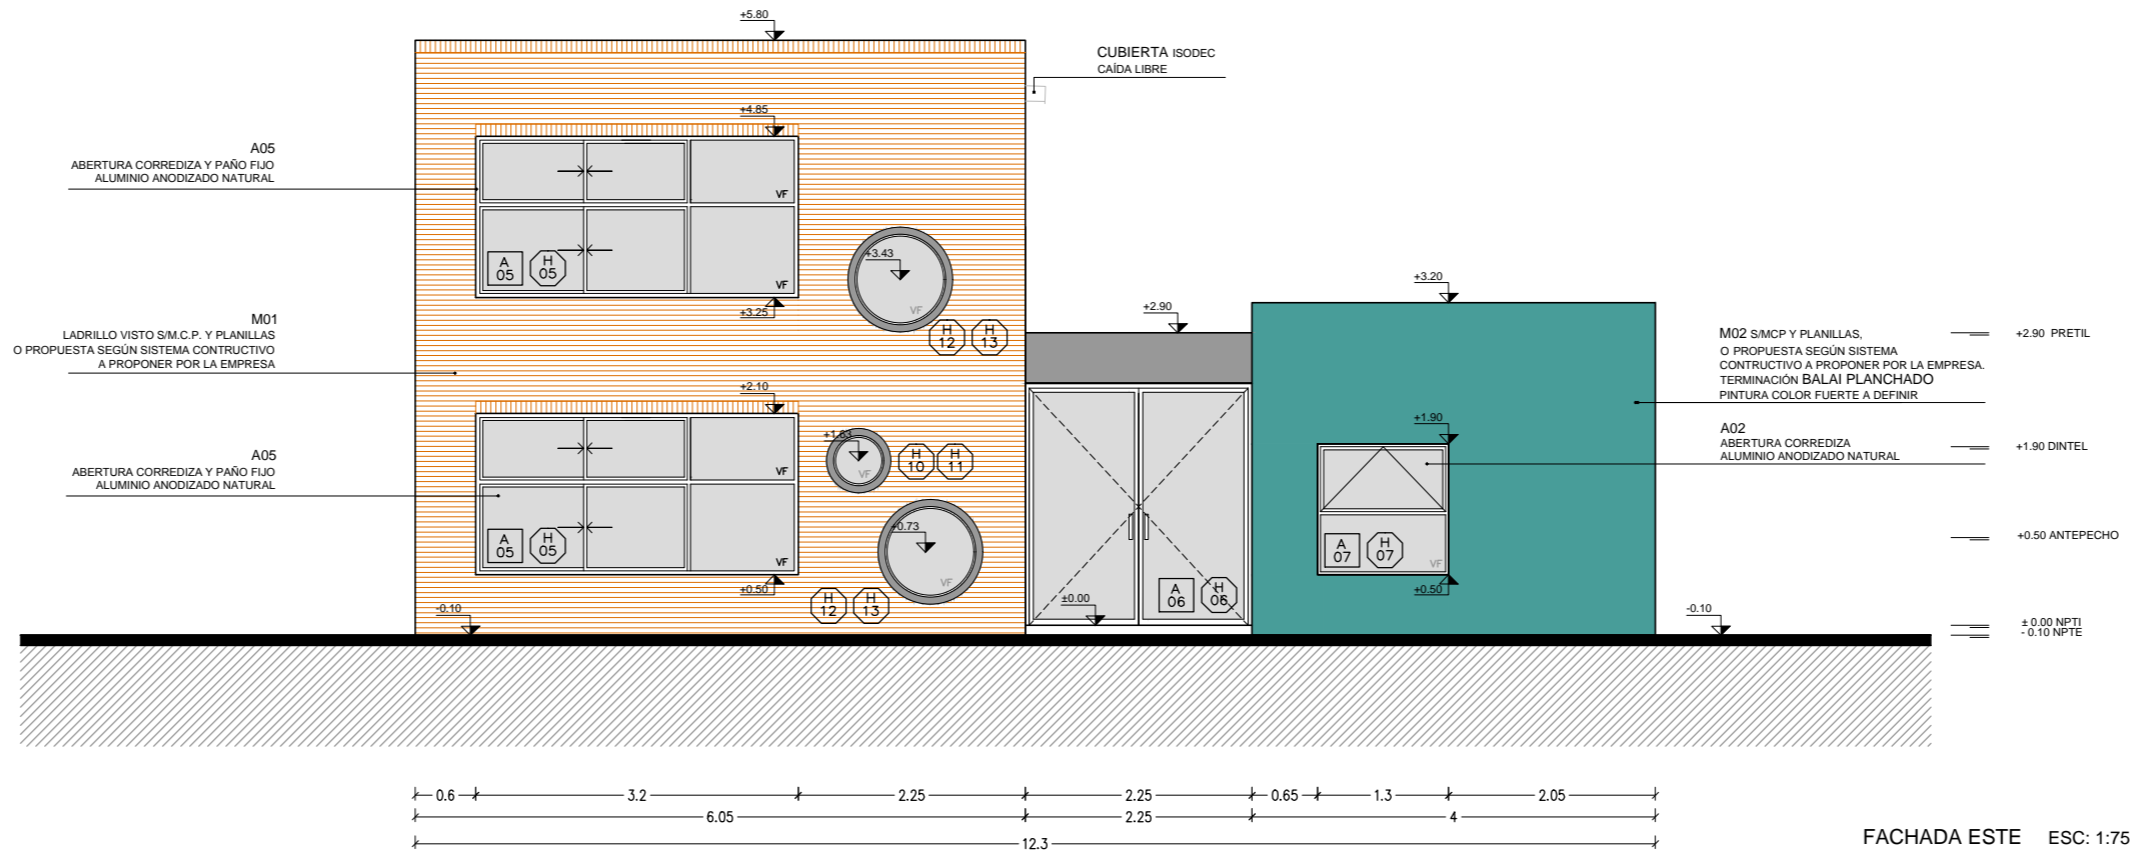 +5.80
CUBIERTA ISODEC
CAÍDA LIBRE
+4.85
A05
ABERTURA CORREDIZA Y PAÑO FIJO
ALUMINIO ANODIZADO NATURAL
VF
A
05
H
05
VF
+3.25
+3.43
VF
H
12
H
13
M01
LADRILLO VISTO S/M.C.P. Y PLANILLAS
O PROPUESTA SEGÚN SISTEMA CONTRUCTIVO
A PROPONER POR LA EMPRESA
+2.90
+3.20
M02 S/MCP Y PLANILLAS,
O PROPUESTA SEGÚN SISTEMA
CONTRUCTIVO A PROPONER POR LA EMPRESA.
TERMINACIÓN BALAI PLANCHADO
PINTURA COLOR FUERTE A DEFINIR
+2.90 PRETIL
+2.10
A05
ABERTURA CORREDIZA Y PAÑO FIJO
ALUMINIO ANODIZADO NATURAL
VF
+1.63
VF
H
10
H
11
+1.90
A02
ABERTURA CORREDIZA
ALUMINIO ANODIZADO NATURAL
+1.90 DINTEL
A
05
H
05
VF
+0.73
VF
A
07
H
07
VF
+0.50 ANTEPECHO
+0.50
H
12
H
13
A
06
H
06
+0.50
-0.10
±0.00
-0.10
± 0.00 NPTI
- 0.10 NPTE
0.6
3.2
2.25
2.25
0.65
1.3
2.05
6.05
2.25
4
12.3
FACHADA ESTE ESC: 1:75